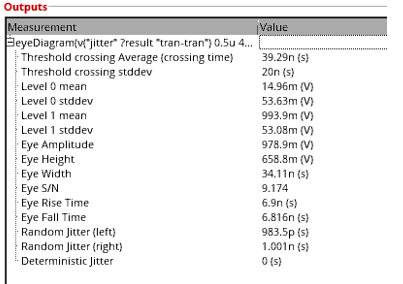 Outputs
Measurement Value
eyeDiagram(v("jitter" ?result "tran-tran") 0.5u 4...
Threshold crossing Average (crossing time) 39.29n (s)
Threshold crossing stddev 20n (s)
Level 0 mean 14.96m (V)
Level 0 stddev 53.63m (V)
Level 1 mean 993.9m (V)
Level 1 stddev 53.08m (V)
Eye Amplitude 978.9m (V)
Eye Height 658.8m (V)
Eye Width 34.11n (s)
Eye S/N 9.174
Eye Rise Time 6.9n (s)
Eye Fall Time 6.816n (s)
Random Jitter (left) 983.5p (s)
Random Jitter (right) 1.001n (s)
Deterministic Jitter 0 (s)